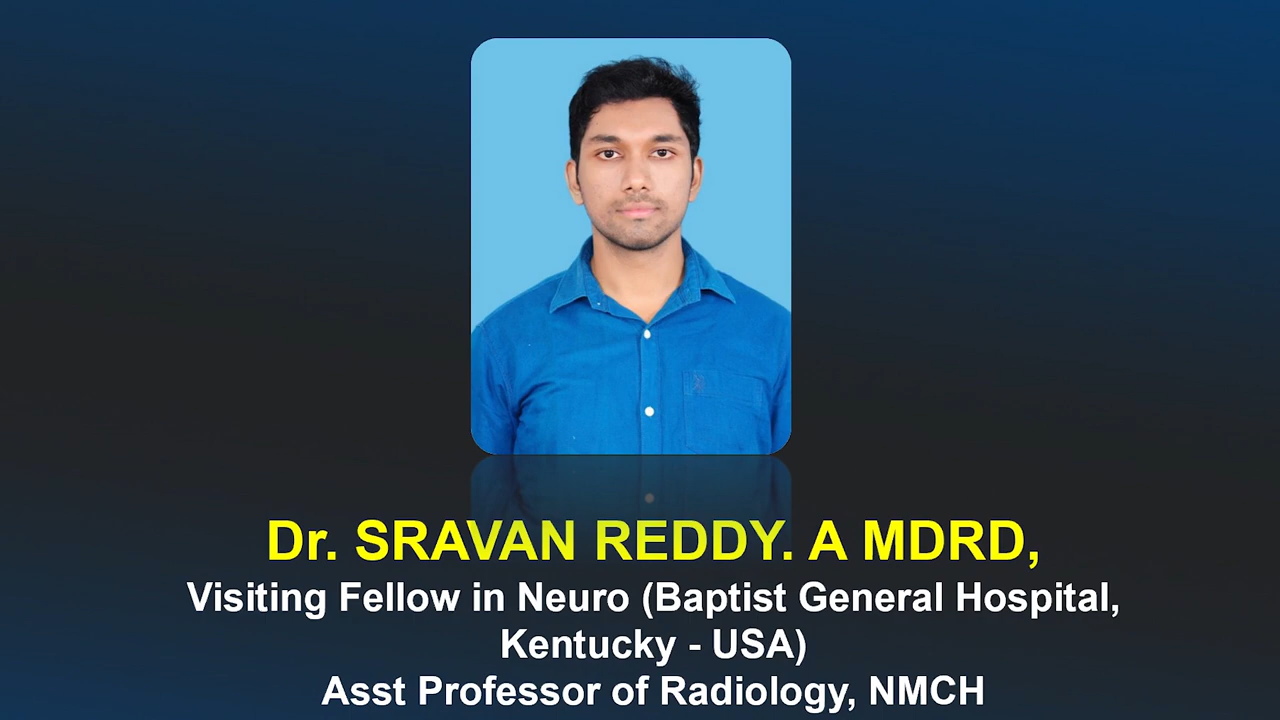 Dr. SRAVAN REDDY. A MDRD,
Visiting Fellow in Neuro (Baptist General Hospital,
Kentucky - USA)
Asst Professor of Radiology, NMCH